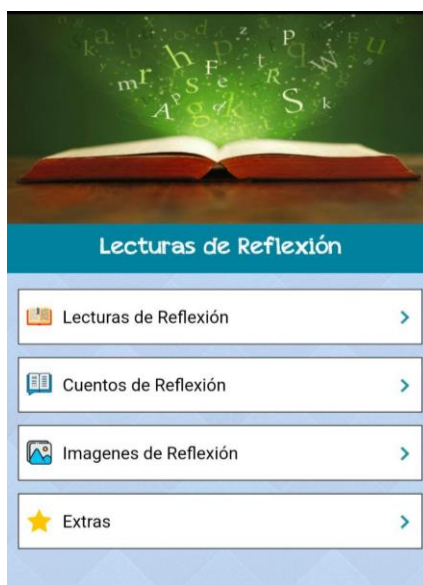 Lecturas de Reflexión
Lecturas de Reflexión
Cuentos de Reflexión
Imagenes de Reflexión
Extras